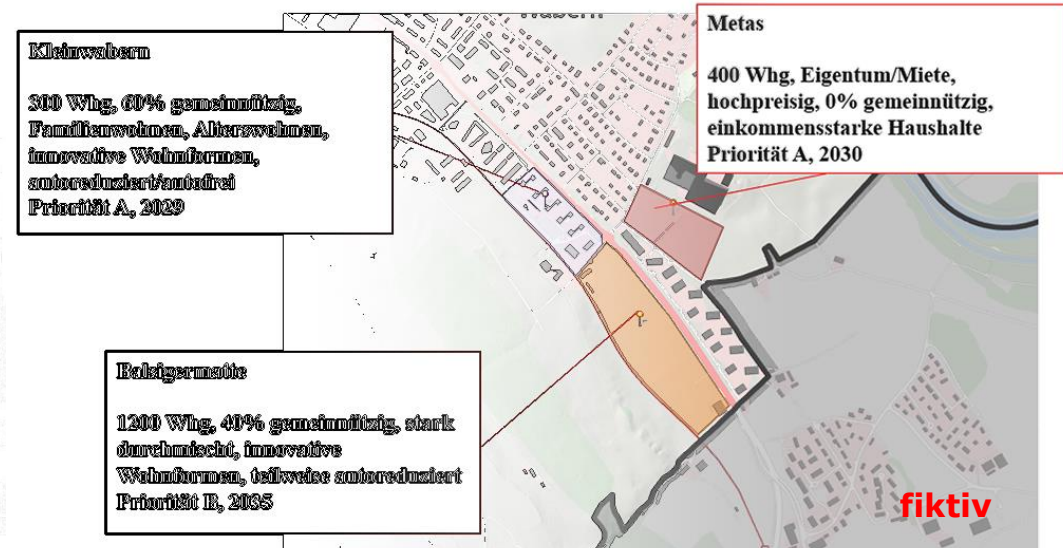 Wabern
Kleinwabern
300 Whg, 60% gemeinnützig,
Familienwohnen, Alterswohnen,
innovative Wohnformen,
autoreduziert/autofrei
Priorität A, 2029
Metas
400 Whg, Eigentum/Miete,
hochpreisig, 0% gemeinnützig,
einkommensstarke Haushalte
Priorität A, 2030
Balsigermatte
1200 Whg, 40% gemeinnützig, stark
durchmischt, innovative
Wohnformen, teilweise autoreduziert
Priorität B, 2035
fiktiv